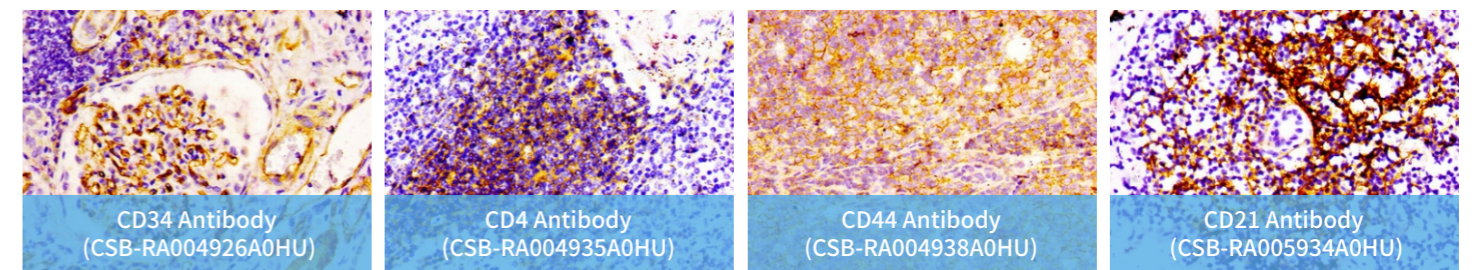 CD34 Antibody
(CSB-RA004926A0HU)
CD4 Antibody
(CSB-RA004935A0HU)
CD44 Antibody
(CSB-RA004938A0HU)
CD21 Antibody
(CSB-RA005934A0HU)